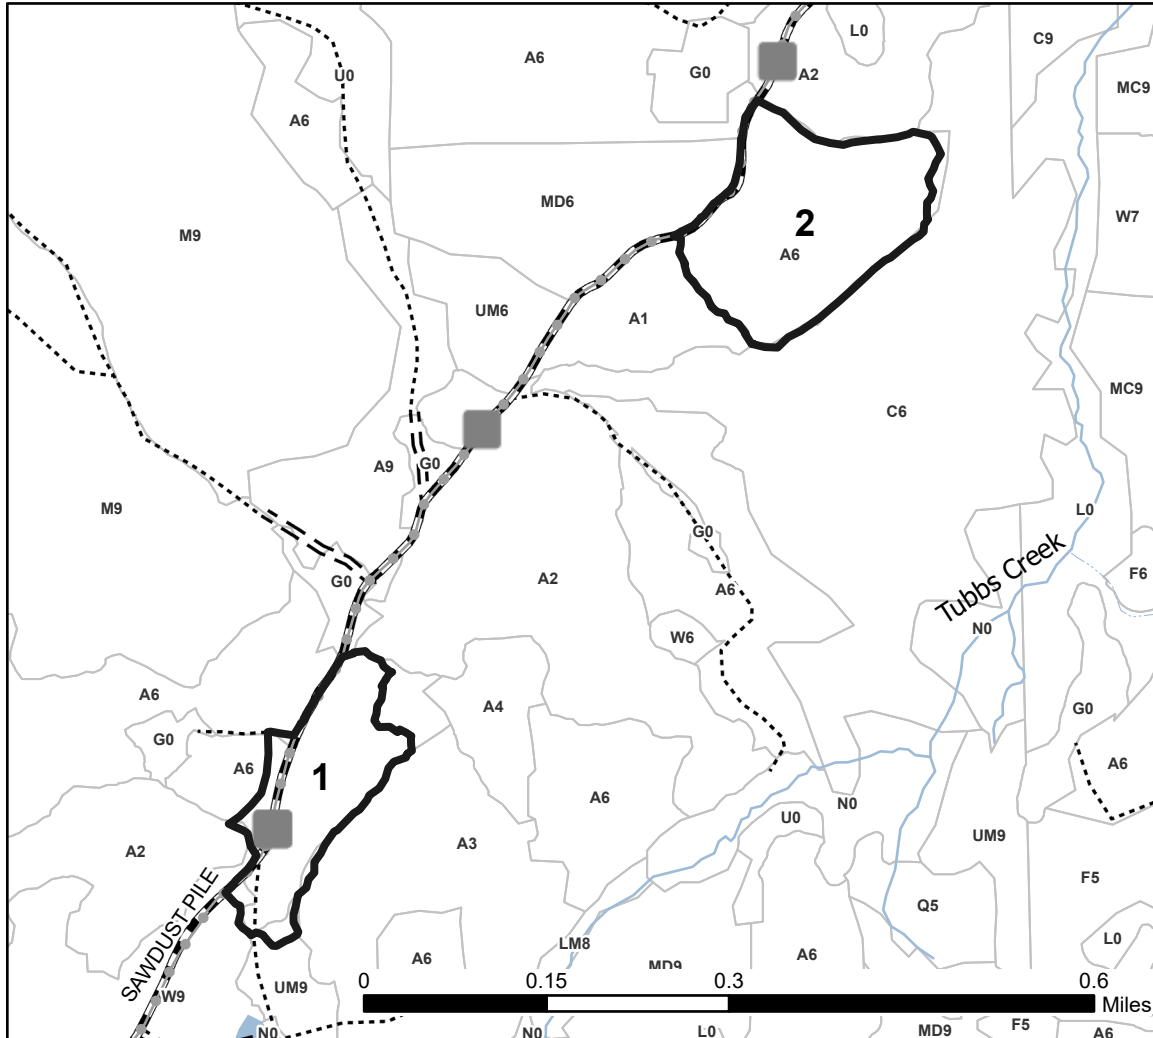 L0
C9
A6
G0
A2
U0
MC9
A6
MD6
W7
M9
2
A6
UM6
A1
MC9
C6
A9
G0
M9
L0
G0
Tubbs Creek
F6
A2
G0
A6
N0
W6
A6
A4
G0
G0
A6
1
A6
A6
N0
U0
UM9
A2
A3
SAWDUST PILE
F5
Q5
L0
LM8
A6
MD9
A6
UM9
W9
0 0.15 0.3 0.6
Miles
N0
N0
L0
MD9
F5
A6